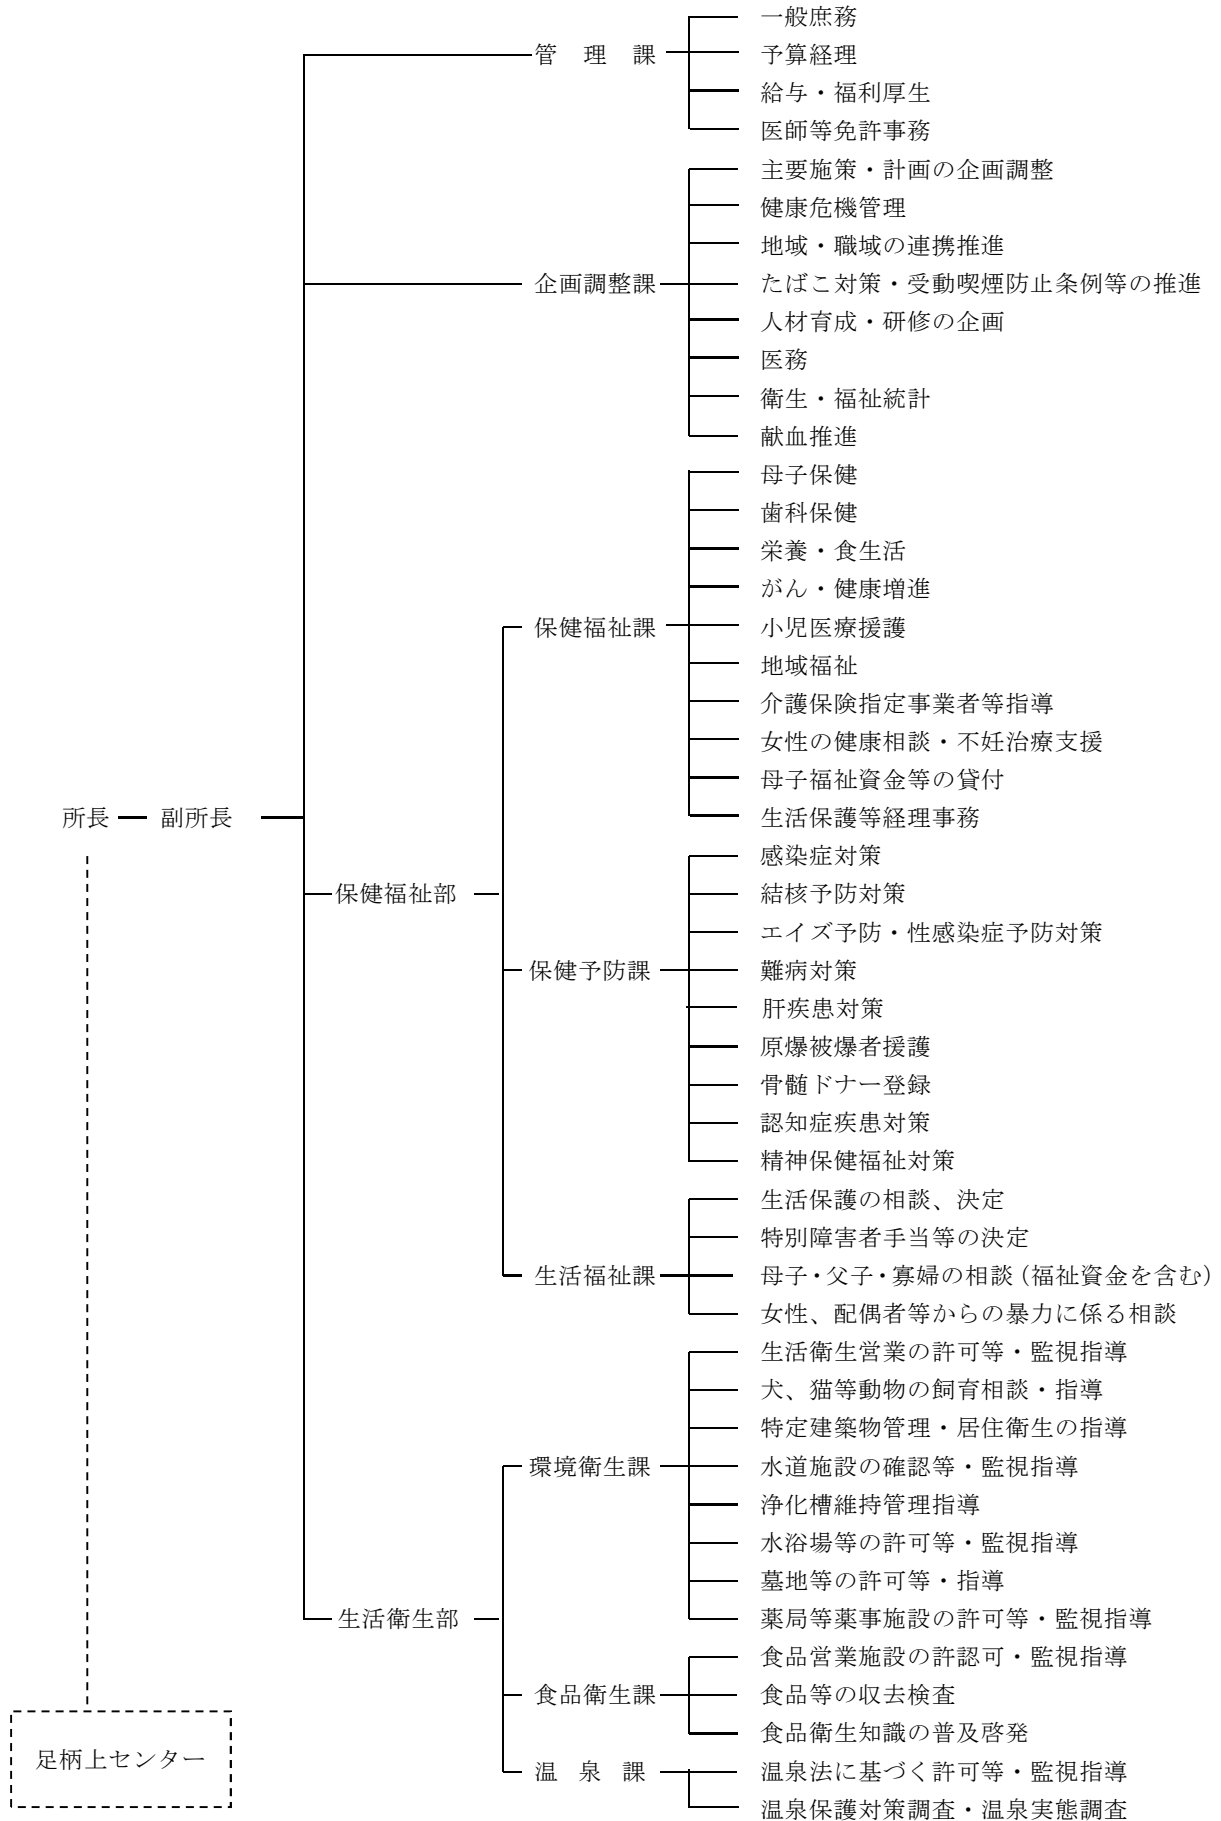 一般庶務
管理課
予算経理
給与・福利厚生
医師等免許事務
主要施策・計画の企画調整
健康危機管理
地域・職域の連携推進
企画調整課
たばこ対策・受動喫煙防止条例等の推進
人材育成・研修の企画
医務
衛生・福祉統計
献血推進
母子保健
歯科保健
栄養・食生活
がん・健康増進
保健福祉課
小児医療援護
地域福祉
介護保険指定事業者等指導
女性の健康相談・不妊治療支援
母子福祉資金等の貸付
所長
副所長
生活保護等経理事務
感染症対策
保健福祉部
結核予防対策
エイズ予防・性感染症予防対策
保健予防課
難病対策
肝疾患対策
原爆被爆者援護
骨髄ドナー登録
認知症疾患対策
精神保健福祉対策
生活保護の相談、決定
特別障害者手当等の決定
生活福祉課
母子・父子・寡婦の相談(福祉資金を含む)
女性、配偶者等からの暴力に係る相談
生活衛生営業の許可等・監視指導
犬、猫等動物の飼育相談・指導
特定建築物管理・居住衛生の指導
環境衛生課
水道施設の確認等・監視指導
浄化槽維持管理指導
水浴場等の許可等・監視指導
墓地等の許可等・指導
生活衛生部
薬局等薬事施設の許可等・監視指導
食品営業施設の許認可・監視指導
食品衛生課
食品等の収去検査
食品衛生知識の普及啓発
足柄上センター
温泉課
温泉法に基づく許可等・監視指導
温泉保護対策調査・温泉実態調査